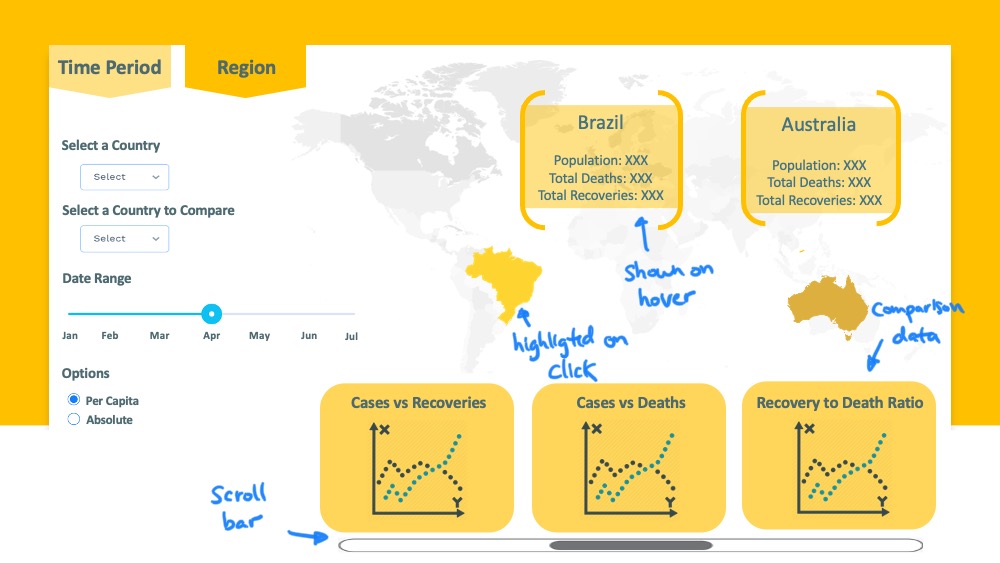 Time Period
Region
Select a Country
Select
Select a Country to Compare
Select
Date Range
Jan Feb Mar Apr May Jun Jul
Options
Per Capita
Absolute
Brazil
Population: XXX
Total Deaths: XXX
Total Recoveries: XXX
Australia
Population: XXX
Total Deaths: XXX
Total Recoveries: XXX
Shown on
hover
highligted on
click
Comparison
data
Cases vs Recoveries
X
Y
Cases vs Deaths
X
Y
Recovery to Death Ratio
X
Y
Scroll
bar